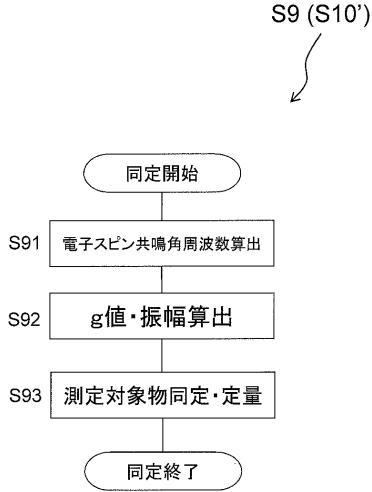 S9 (S10')
同定開始
S91 電子スピン共鳴角周波数算出
S92 g値・振幅算出
S93 測定対象物同定・定量
同定終了